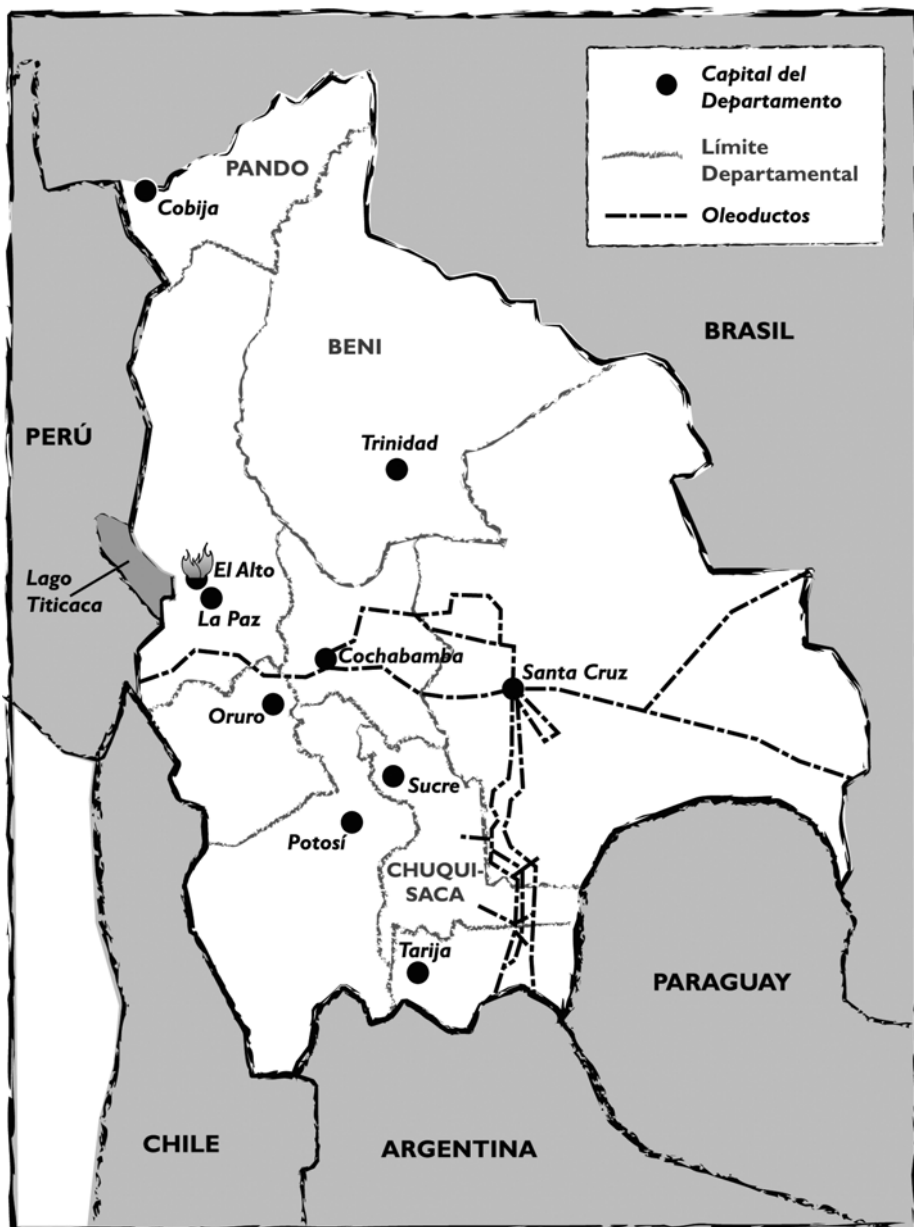 Capital del
Departamento
Límite
Departamental
Oleoductos
PANDO
Cobija
BRASIL
BENI
PERÚ
Trinidad
El Alto
Lago
Titicaca
La Paz
Cochabamba
Santa Cruz
Oruro
Sucre
Potosí
CHUQUI-
SACA
Tarija
PARAGUAY
CHILE
ARGENTINA